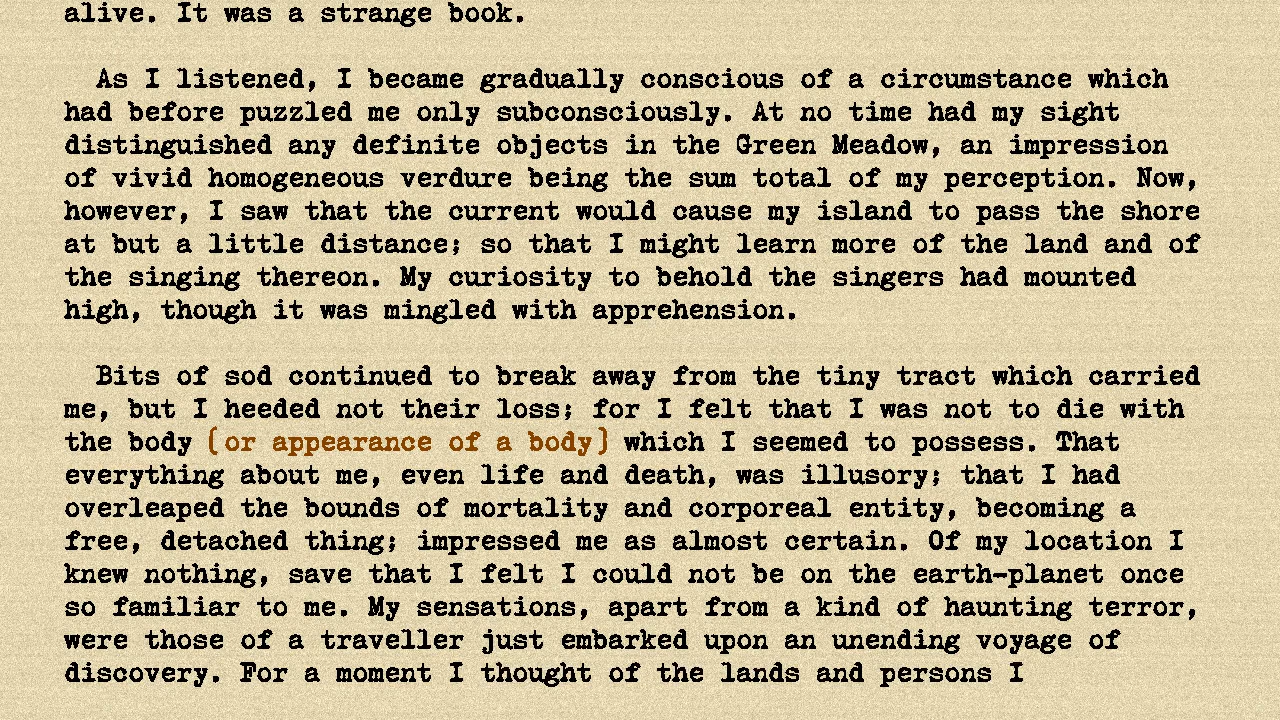 alive. It was a strange book.
As I listened, I became gradually conscious of a circumstance which
had before puzzled me only subconsciously. At no time had my sight
distinguished any definite objects in the Green Meadow, an impression
of vivid homogeneous verdure being the sum total of my perception. Now,
however, I saw that the current would cause my island to pass the shore
at but a little distance; so that I might learn more of the land and of
the singing thereon. My curiosity to behold the singers had mounted
high, though it was mingled with apprehension.
Bits of sod continued to break away from the tiny tract which carried
me, but I heeded not their loss; for I felt that I was not to die with
the body (or appearance of a body) which I seemed to possess. That
everything about me, even life and death, was illusory; that I had
overleaped the bounds of mortality and corporeal entity, becoming a
free, detached thing; impressed me as almost certain. Of my location I
knew nothing, save that I felt I could not be on the earth-planet once
so familiar to me. My sensations, apart from a kind of haunting terror,
were those of a traveller just embarked upon an unending voyage of
discovery. For a moment I thought of the lands and persons I